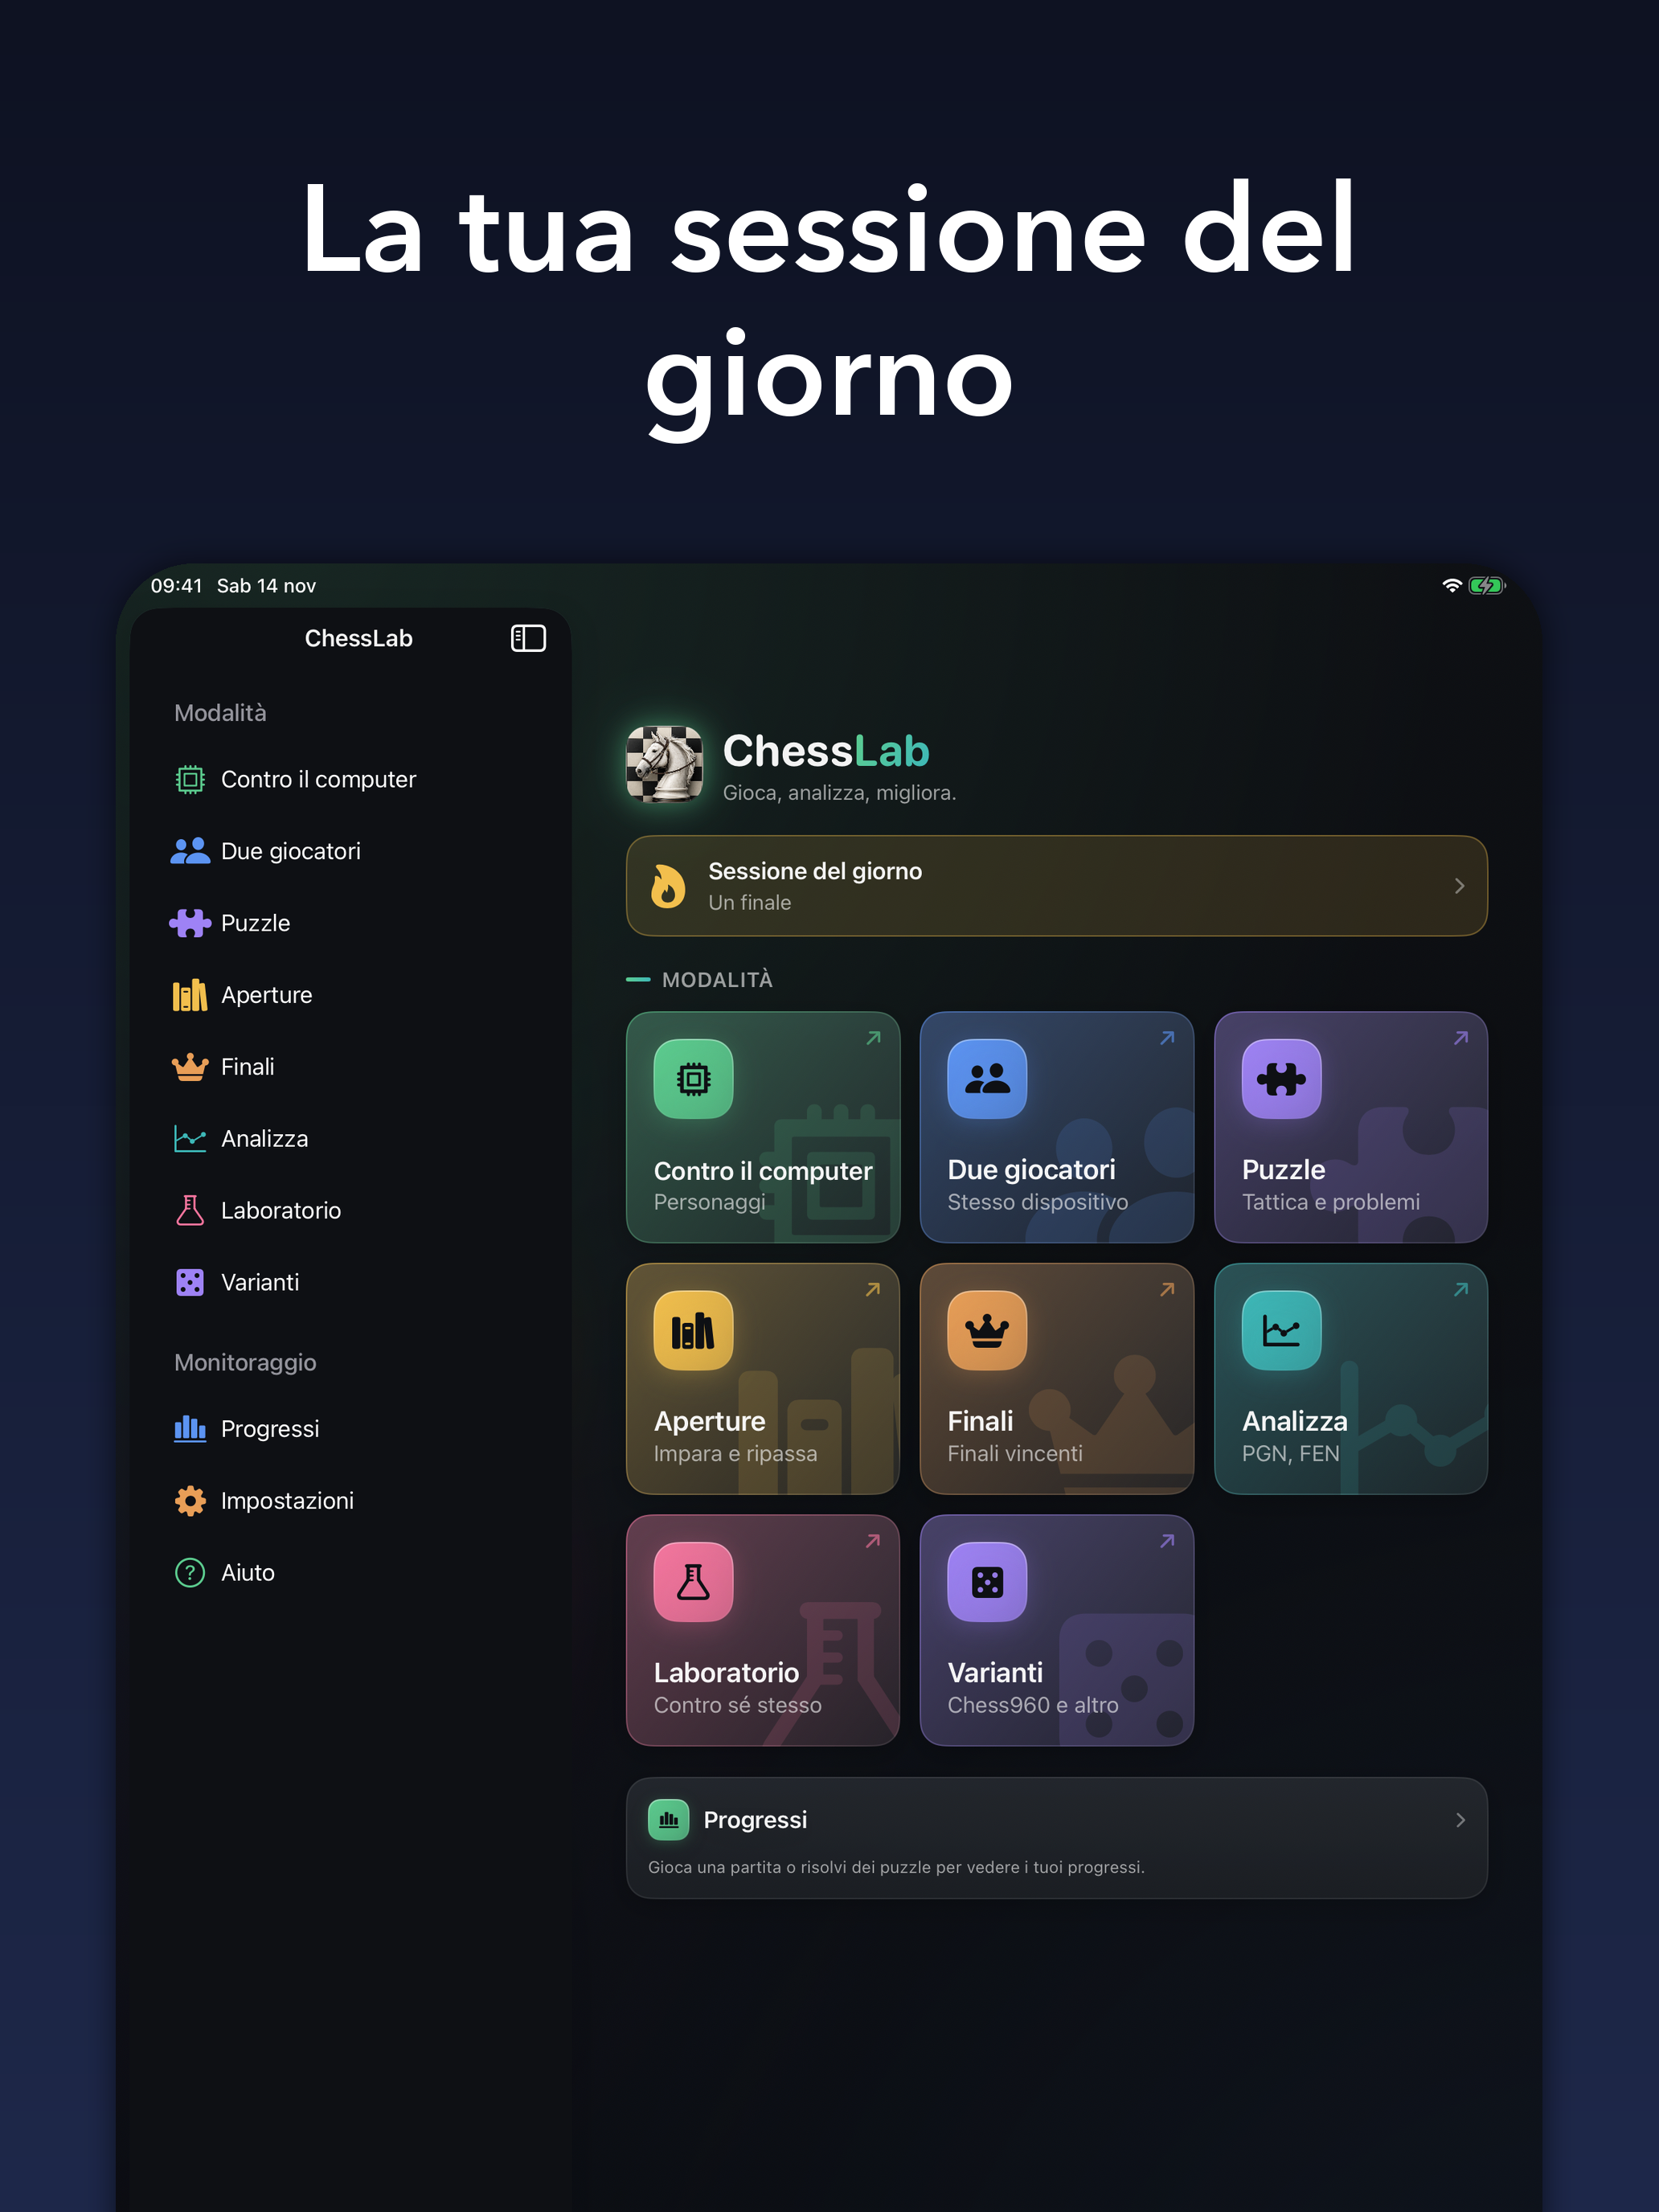 La tua sessione del
giorno
09:41 Sab 14 nov
ChessLab
Modalità
Contro il computer
Due giocatori
Puzzle
Aperture
Finali
Analizza
Laboratorio
Varianti
Monitoraggio
Progressi
Impostazioni
Aiuto
ChessLab
Gioca, analizza, migliora.
Sessione del giorno
Un finale
MODALITÀ
Contro il computer
Personaggi
Due giocatori
Stesso dispositivo
Puzzle
Tattica e problemi
Aperture
Impara e ripassa
Finali
Finali vincenti
Analizza
PGN, FEN
Laboratorio
Contro sé stesso
Varianti
Chess960 e altro
Progressi
Gioca una partita o risolvi dei puzzle per vedere i tuoi progressi.